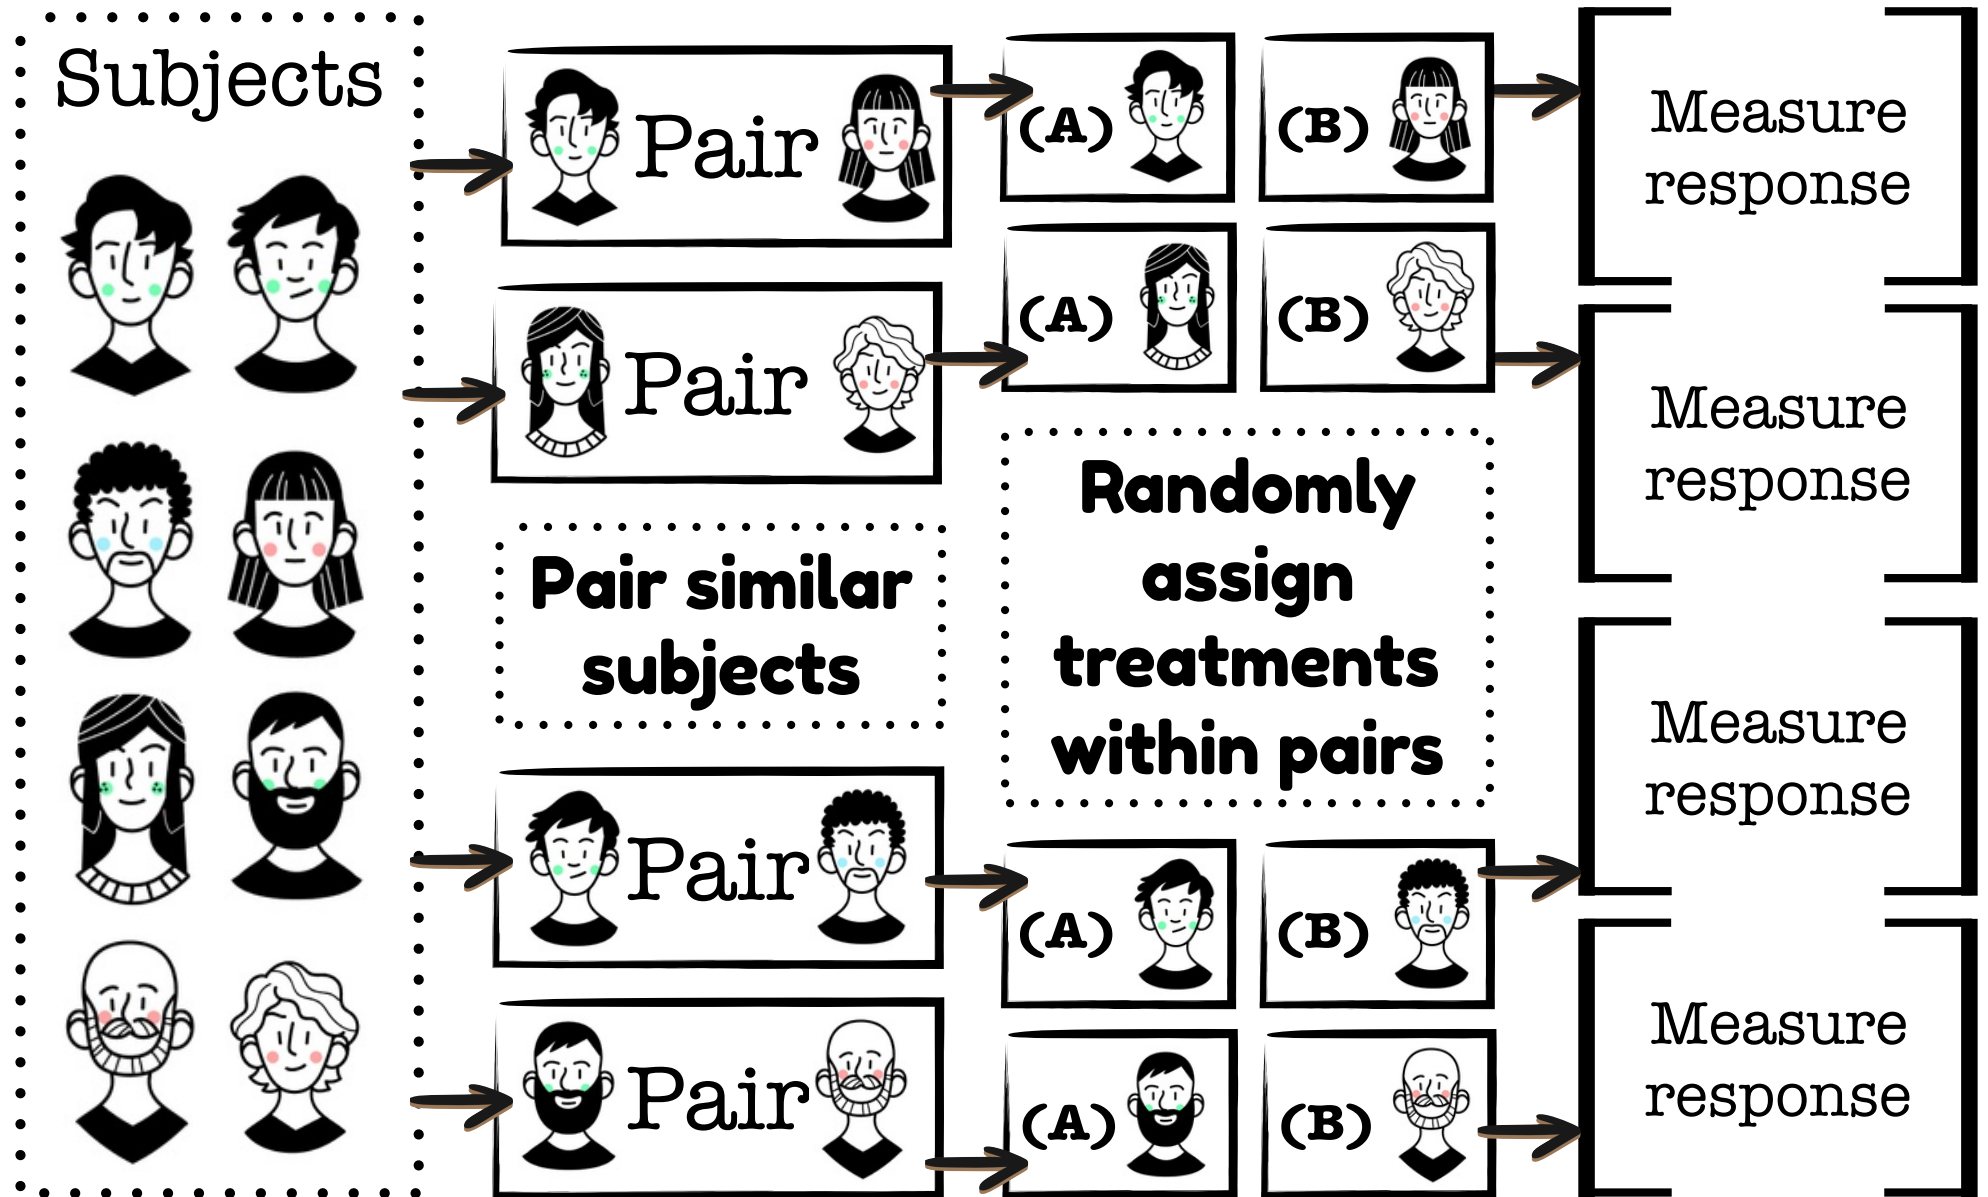 Subjects
Pair
(A)
(B)
Measure
response
Pair
(A)
(B)
Measure
response
Pair similar
subjects
Randomly
assign
treatments
within pairs
Pair
(A)
(B)
Measure
response
Pair
(A)
(B)
Measure
response